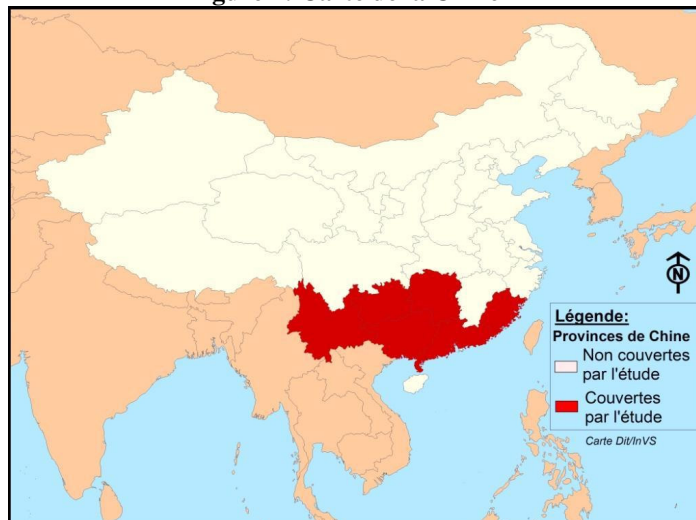 Légende:
Provinces de Chine
Non couvertes
par l'étude
Couvertes
par l'étude
Carte Dit/InVS
N